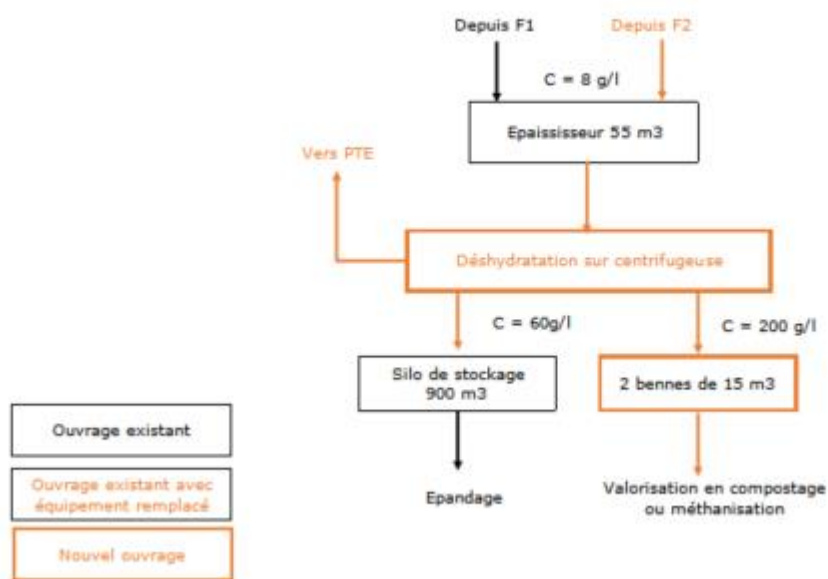 Depuis F1
Depuis F2
C = 8 g/l
Epaississeur 55 m3
Vers PTE
Déshydratation sur centrifugeuse
C = 60g/l
C = 200 g/l
Silo de stockage
900 m3
2 bennes de 15 m3
Ouvrage existant
Ouvrage existant avec
équipement remplacé
Nouvel ouvrage
Epandage
Valorisation en compostage
ou méthanisation